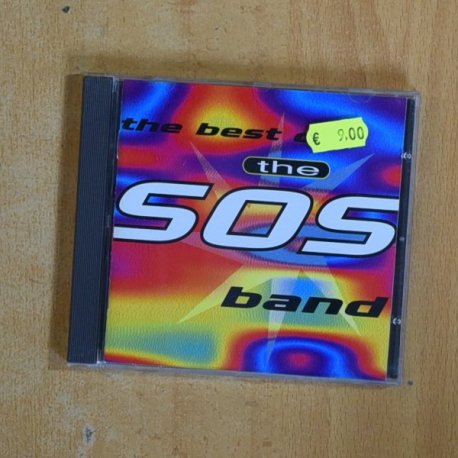 the best
€ 9.00
the
SOS
band